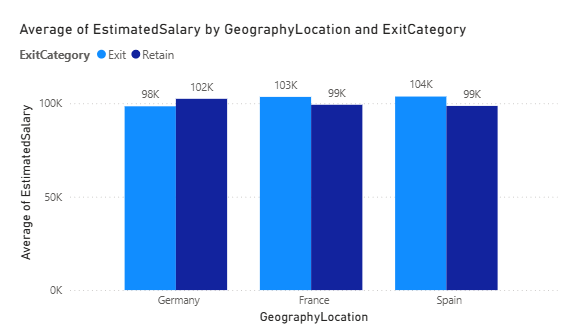 Average of EstimatedSalary by GeographyLocation and ExitCategory
ExitCategory Exit Retain
Average of EstimatedSalary
100K
50K
0K
98K 102K 103K 99K 104K 99K
Germany France Spain
GeographyLocation